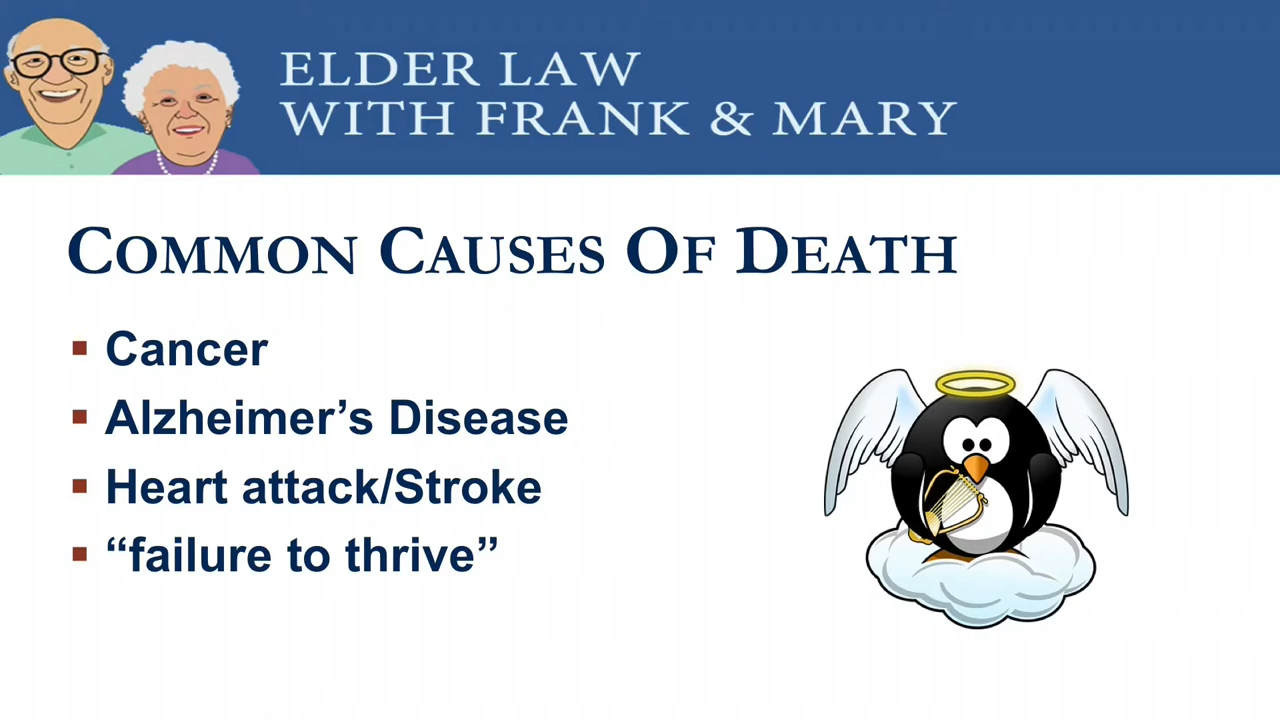 ELDER LAW
WITH FRANK & MARY
COMMON CAUSES OF DEATH
Cancer
Alzheimer’s Disease
Heart attack/Stroke
“failure to thrive”